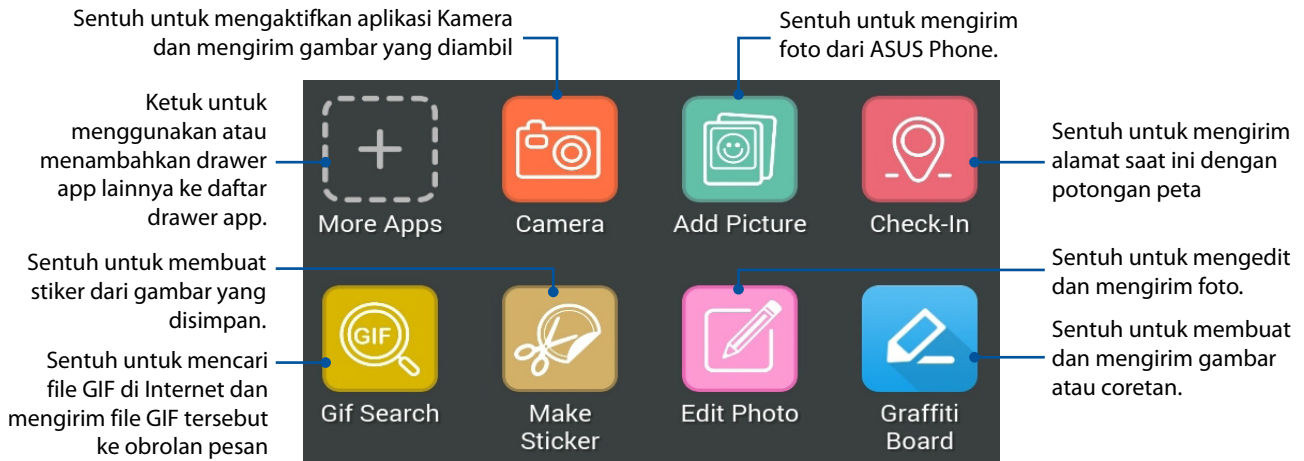 Sentuh untuk mengaktifkan aplikasi Kamera
dan mengirim gambar yang diambil
Sentuh untuk mengirim
foto dari ASUS Phone.
Ketuk untuk
menggunakan atau
menambahkan drawer
app lainnya ke daftar
drawer app.
Sentuh untuk mengirim
alamat saat ini dengan
potongan peta
More Apps
Camera
Add Picture
Check-In
Sentuh untuk membuat
stiker dari gambar yang
disimpan.
Sentuh untuk mengedit
dan mengirim foto.
Sentuh untuk mencari
file GIF di Internet dan
mengirim file GIF tersebut
ke obrolan pesan
Sentuh untuk membuat
dan mengirim gambar
atau coretan.
GIF
Gif Search
Make
Sticker
Edit Photo
Graffiti
Board